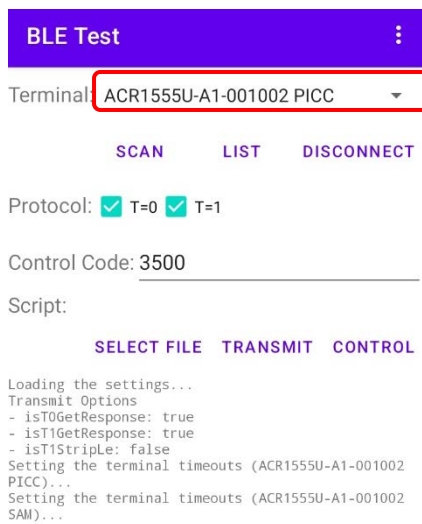 BLE Test
Terminal: ACR1555U-A1-001002 PICC
SCAN LIST DISCONNECT
Protocol: T=0 T=1
Control Code: 3500
Script:
SELECT FILE TRANSMIT CONTROL
Loading the settings...
Transmit Options
- isT0GetResponse: true
- isT1GetResponse: true
- isT1StripLe: false
Setting the terminal timeouts (ACR1555U-A1-001002
PICC)...
Setting the terminal timeouts (ACR1555U-A1-001002
SAM)...